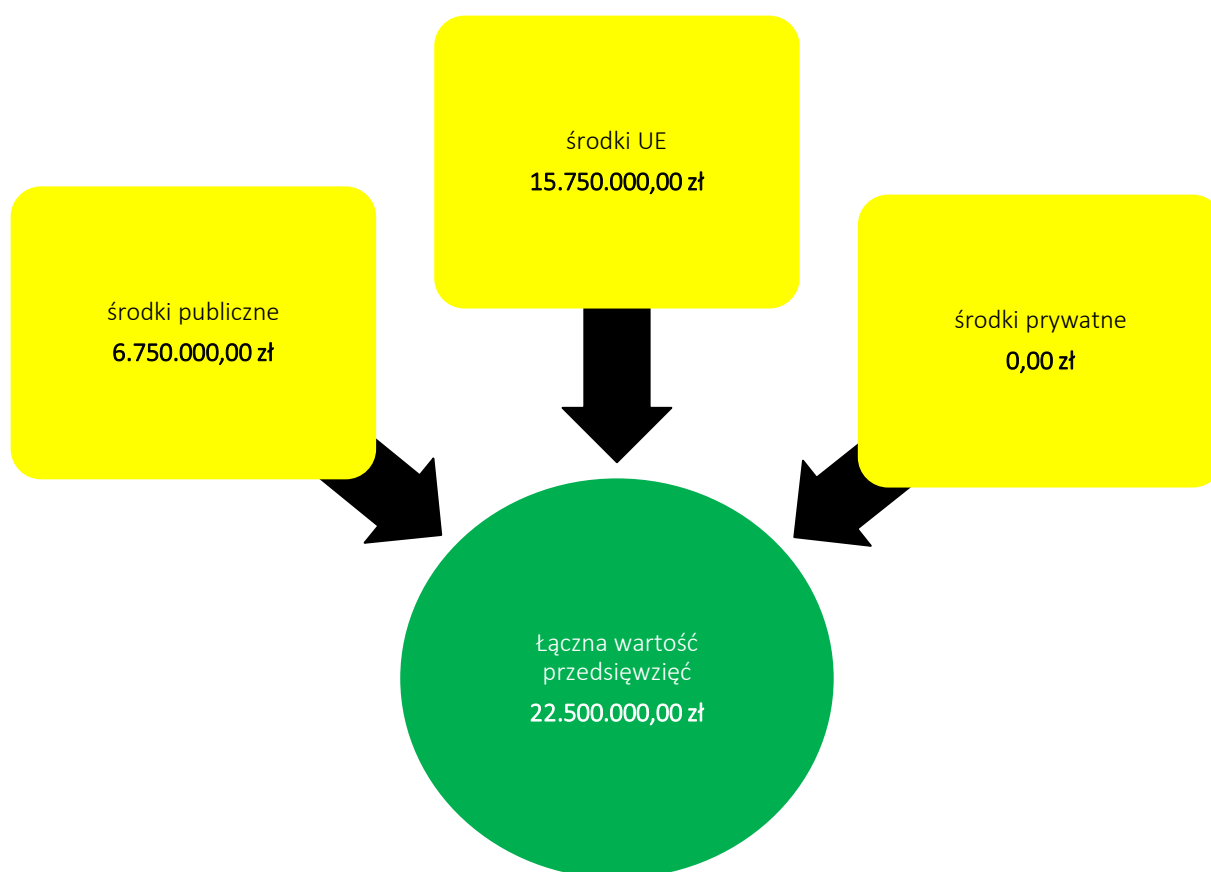 środki UE
15.750.000,00 zł
środki publiczne
6.750.000,00 zł
środki prywatne
0,00 zł
Łączna wartość
przedsięwzięć
22.500.000,00 zł